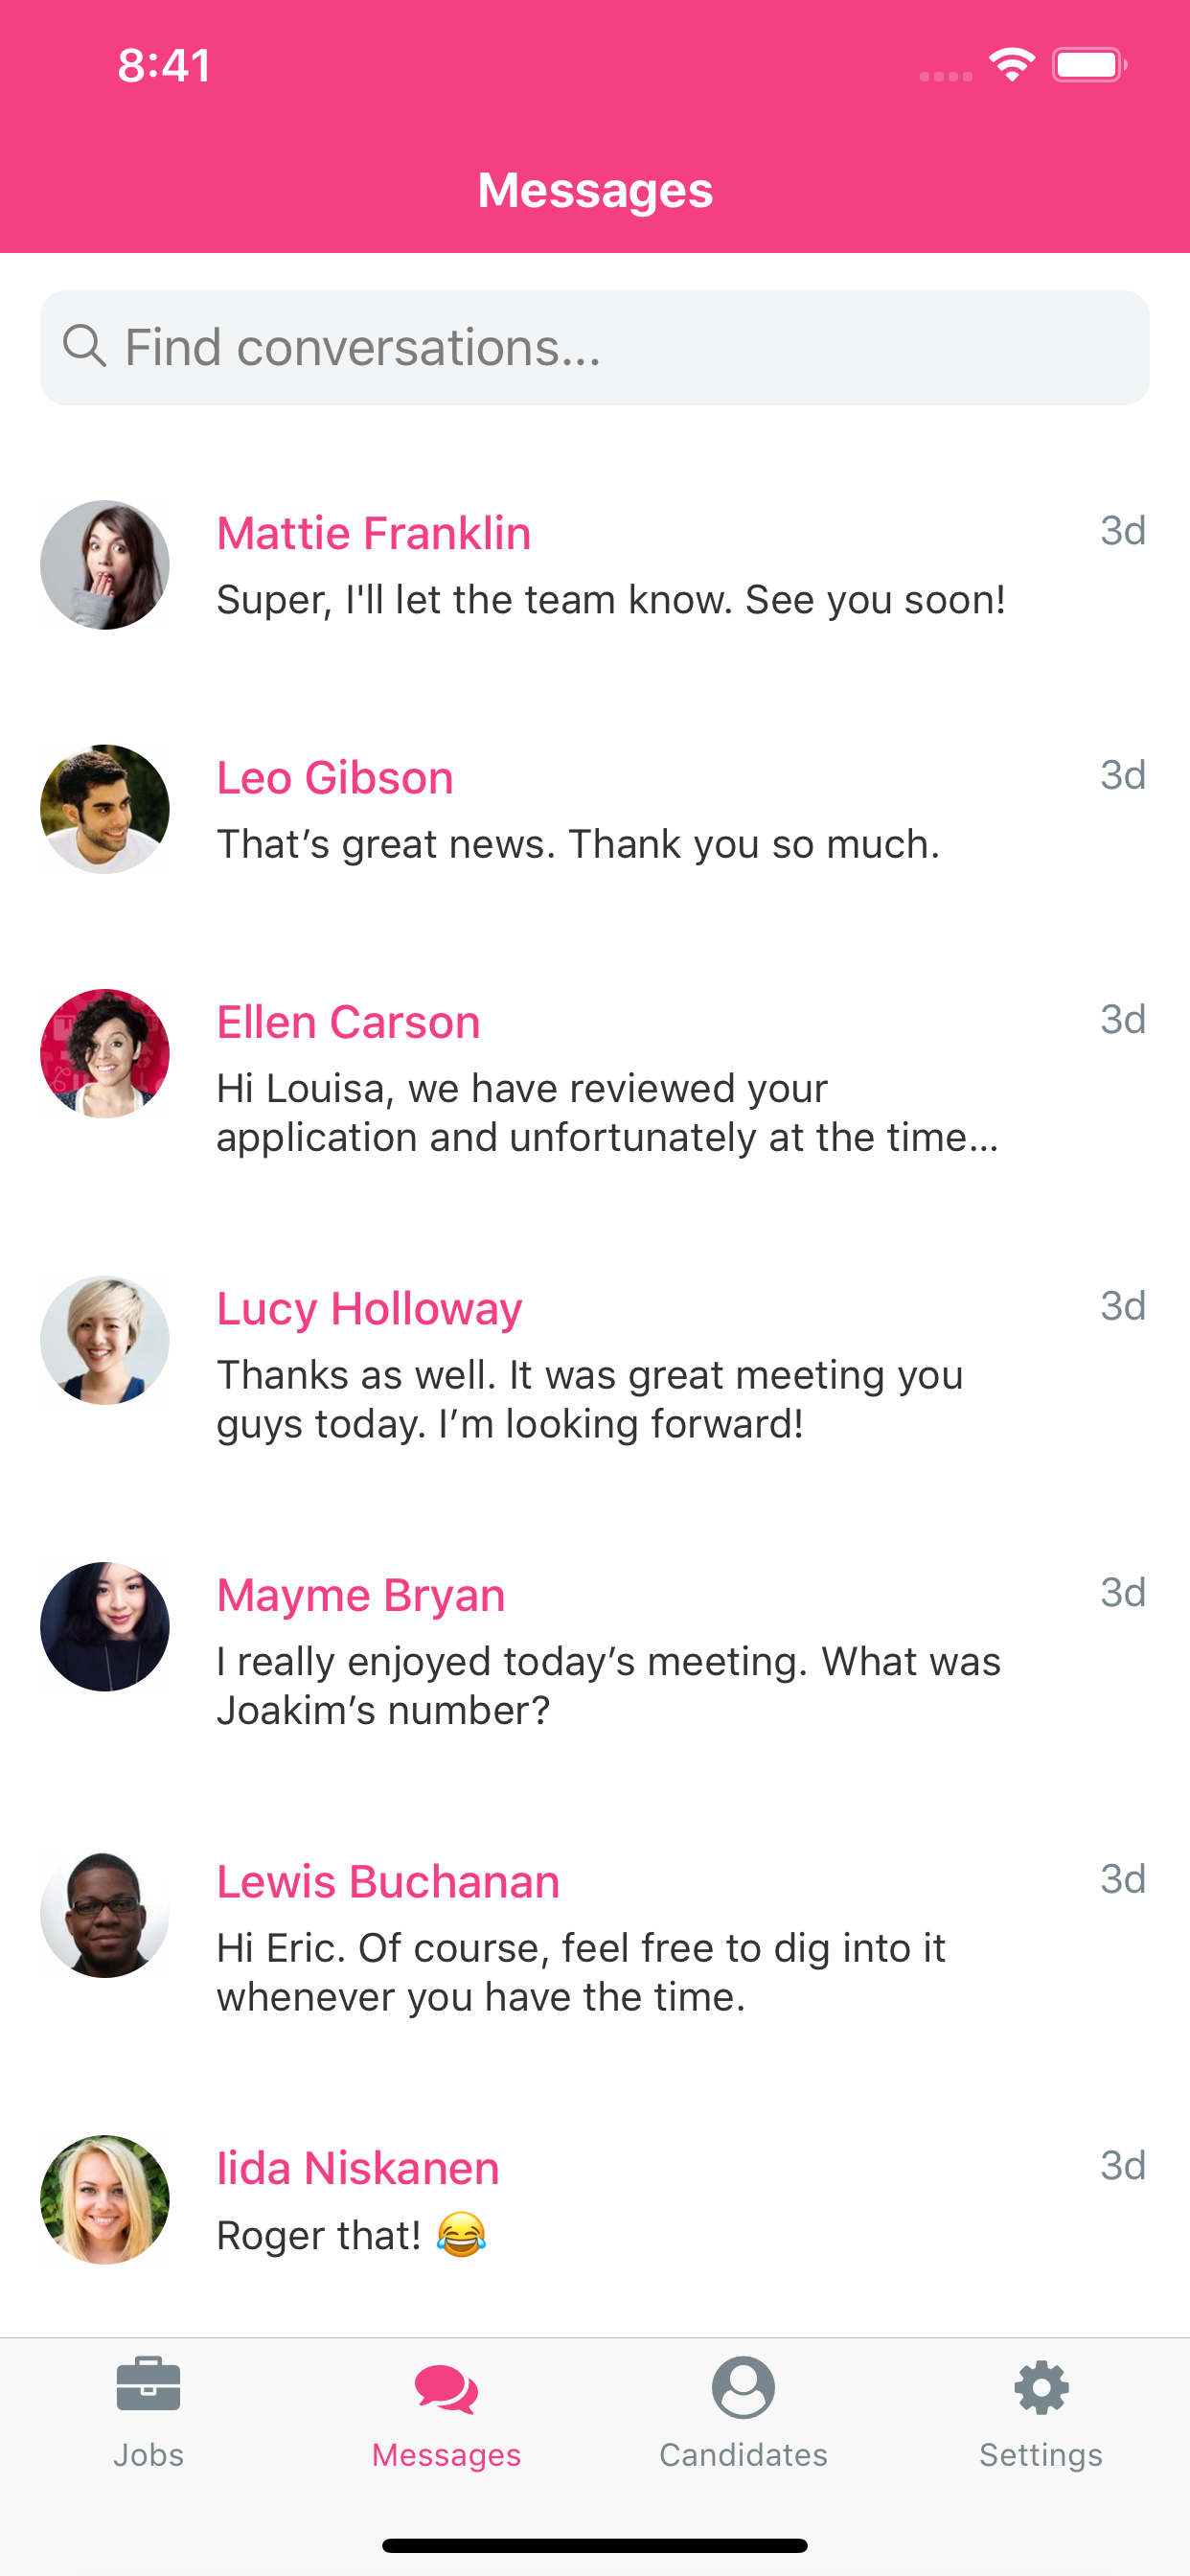 8:41
Messages
Find conversations...
Mattie Franklin
3d
Super, I'll let the team know. See you soon!
Leo Gibson
3d
That’s great news. Thank you so much.
Ellen Carson
3d
Hi Louisa, we have reviewed your
application and unfortunately at the time...
Lucy Holloway
3d
Thanks as well. It was great meeting you
guys today. I’m looking forward!
Mayme Bryan
3d
I really enjoyed today’s meeting. What was
Joakim’s number?
Lewis Buchanan
3d
Hi Eric. Of course, feel free to dig into it
whenever you have the time.
Iida Niskanen
3d
Roger that! 😂
Jobs
Messages
Candidates
Settings